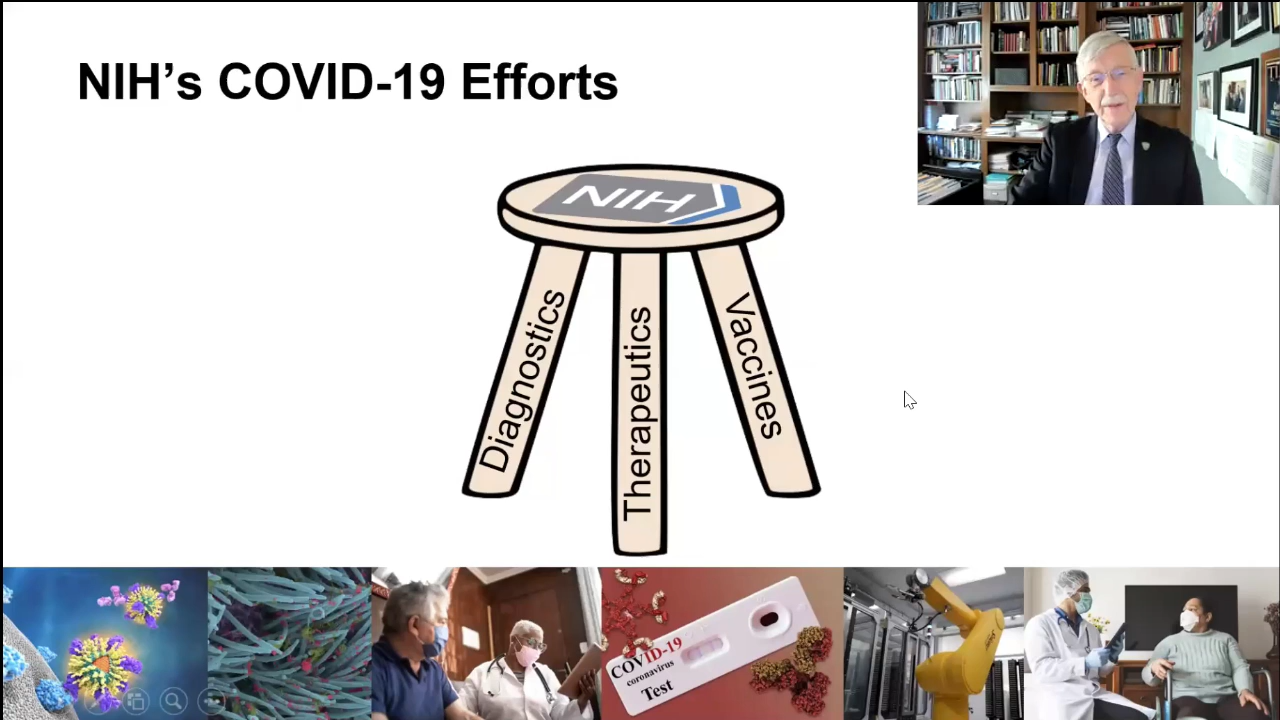 NIH's COVID-19 Efforts
NIH
Diagnostics
Therapeutics
Vaccines
COVID-19
coronavirus
Test